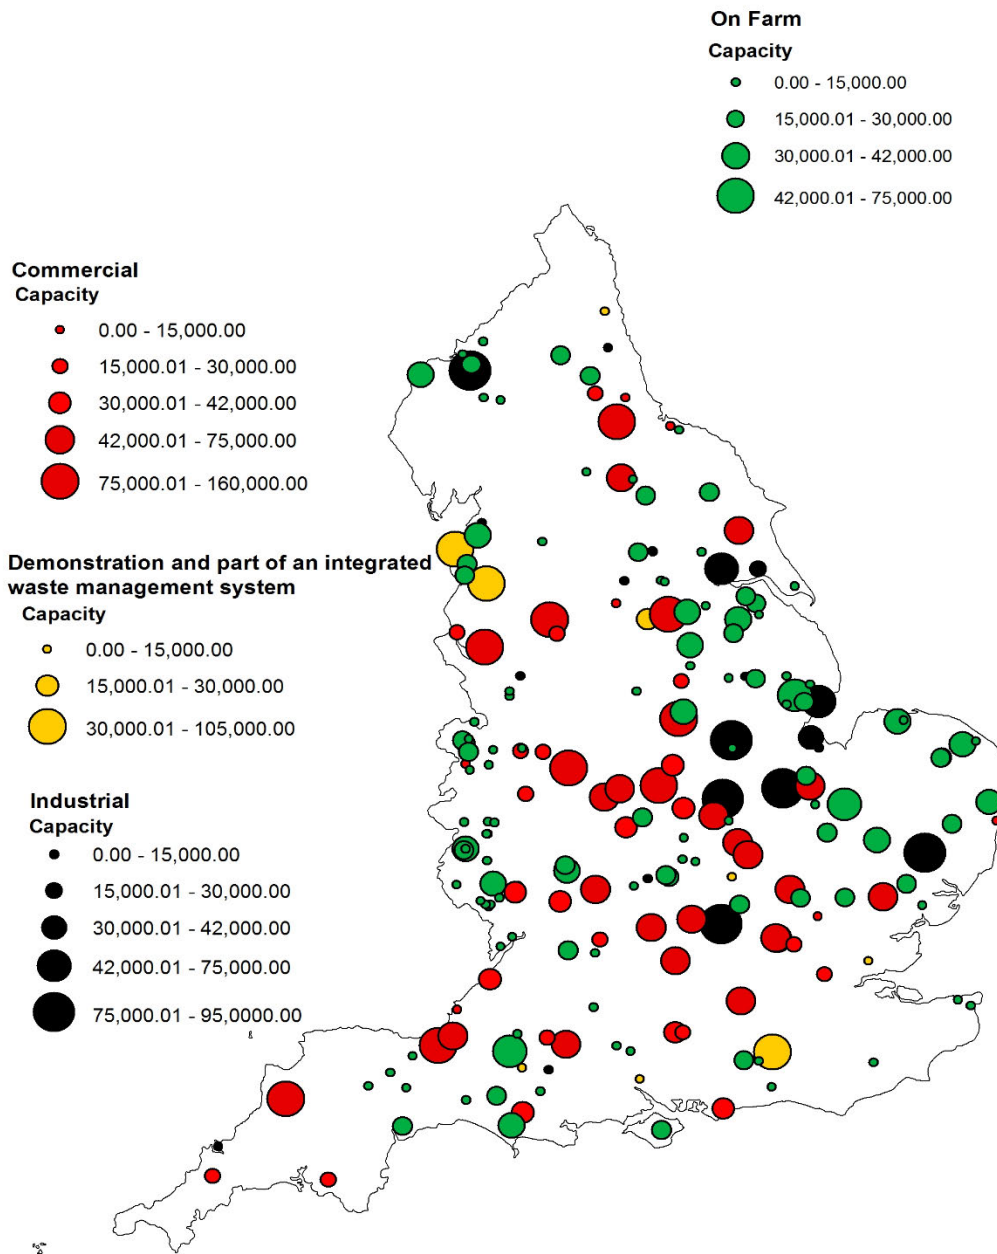 On Farm
Capacity
0.00 - 15,000.00
15,000.01 - 30,000.00
30,000.01 - 42,000.00
42,000.01 - 75,000.00
Commercial
Capacity
0.00 - 15,000.00
15,000.01 - 30,000.00
30,000.01 - 42,000.00
42,000.01 - 75,000.00
75,000.01 - 160,000.00
Demonstration and part of an integrated
waste management system
Capacity
0.00 - 15,000.00
15,000.01 - 30,000.00
30,000.01 - 105,000.00
Industrial
Capacity
0.00 - 15,000.00
15,000.01 - 30,000.00
30,000.01 - 42,000.00
42,000.01 - 75,000.00
75,000.01 - 95,0000.00